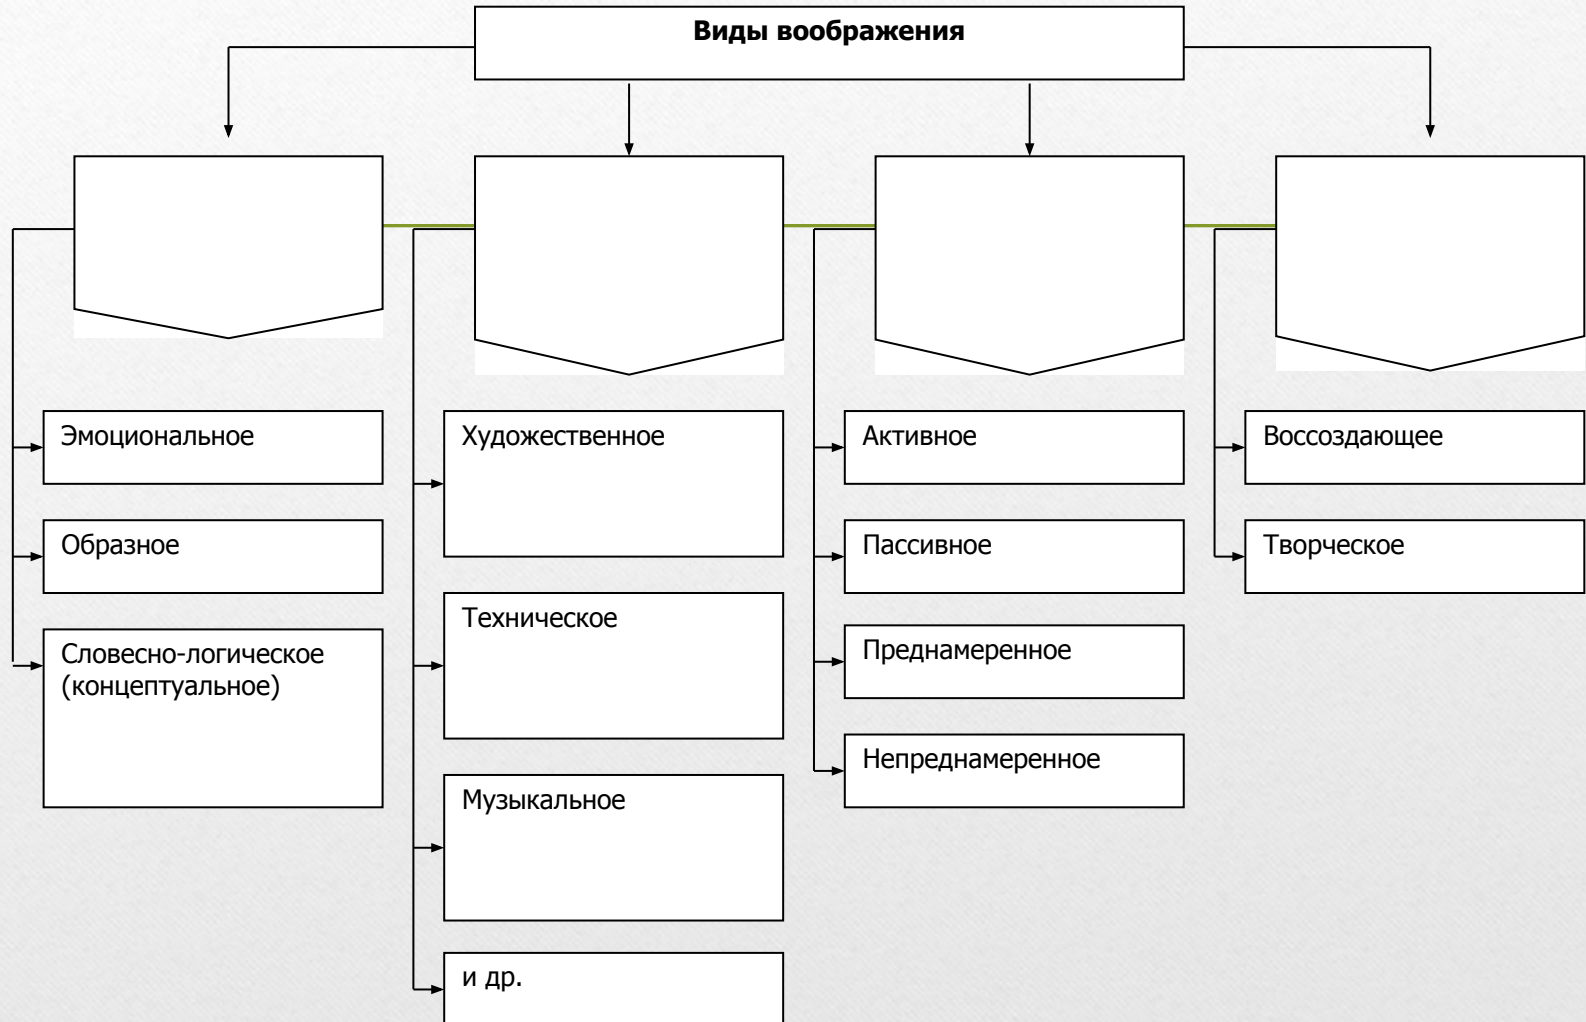 Виды воображения
Эмоциональное
Образное
Словесно-логическое
(концептуальное)
Художественное
Техническое
Музыкальное
и др.
Активное
Пассивное
Преднамеренное
Непреднамеренное
Воссоздающее
Творческое